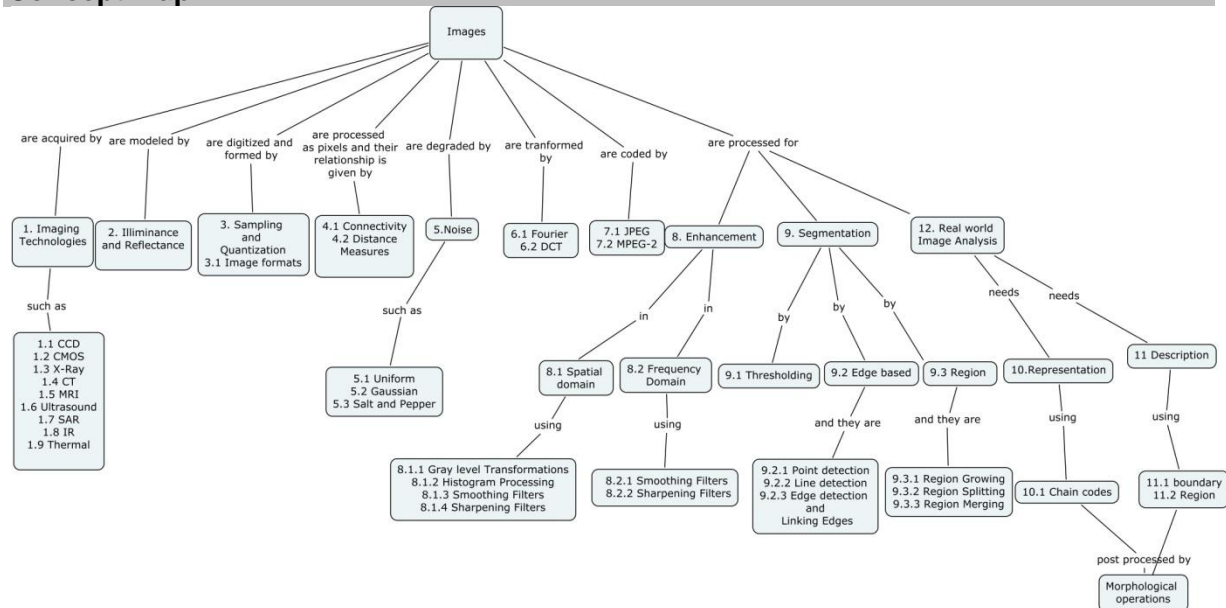 Images
are acquired by
are modeled by
are digitized and
formed by
are processed
as pixels and their
relationship is
given by
are degraded by
are tranformed
by
are coded by
are processed for
1. Imaging
Technologies
2. Illiminance
and Reflectance
3. Sampling
and
Quantization
3.1 Image formats
4.1 Connectivity
4.2 Distance
Measures
5.Noise
6.1 Fourier
6.2 DCT
7.1 JPEG
7.2 MPEG-2
8. Enhancement
9. Segmentation
12. Real world
Image Analysis
such as
such as
in
in
by
by
by
needs
needs
1.1 CCD
1.2 CMOS
1.3 X-Ray
1.4 CT
1.5 MRI
1.6 Ultrasound
1.7 SAR
1.8 IR
1.9 Thermal
5.1 Uniform
5.2 Gaussian
5.3 Salt and Pepper
8.1 Spatial
domain
8.2 Frequency
Domain
9.1 Thresholding
9.2 Edge based
9.3 Region
10.Representation
11 Description
using
using
and they are
and they are
using
using
8.1.1 Gray level Transformations
8.1.2 Histogram Processing
8.1.3 Smoothing Filters
8.1.4 Sharpening Filters
8.2.1 Smoothing Filters
8.2.2 Sharpening Filters
9.2.1 Point detection
9.2.2 Line detection
9.2.3 Edge detection
and
Linking Edges
9.3.1 Region Growing
9.3.2 Region Splitting
9.3.3 Region Merging
10.1 Chain codes
11.1 boundary
11.2 Region
post processed by
Morphological
operations